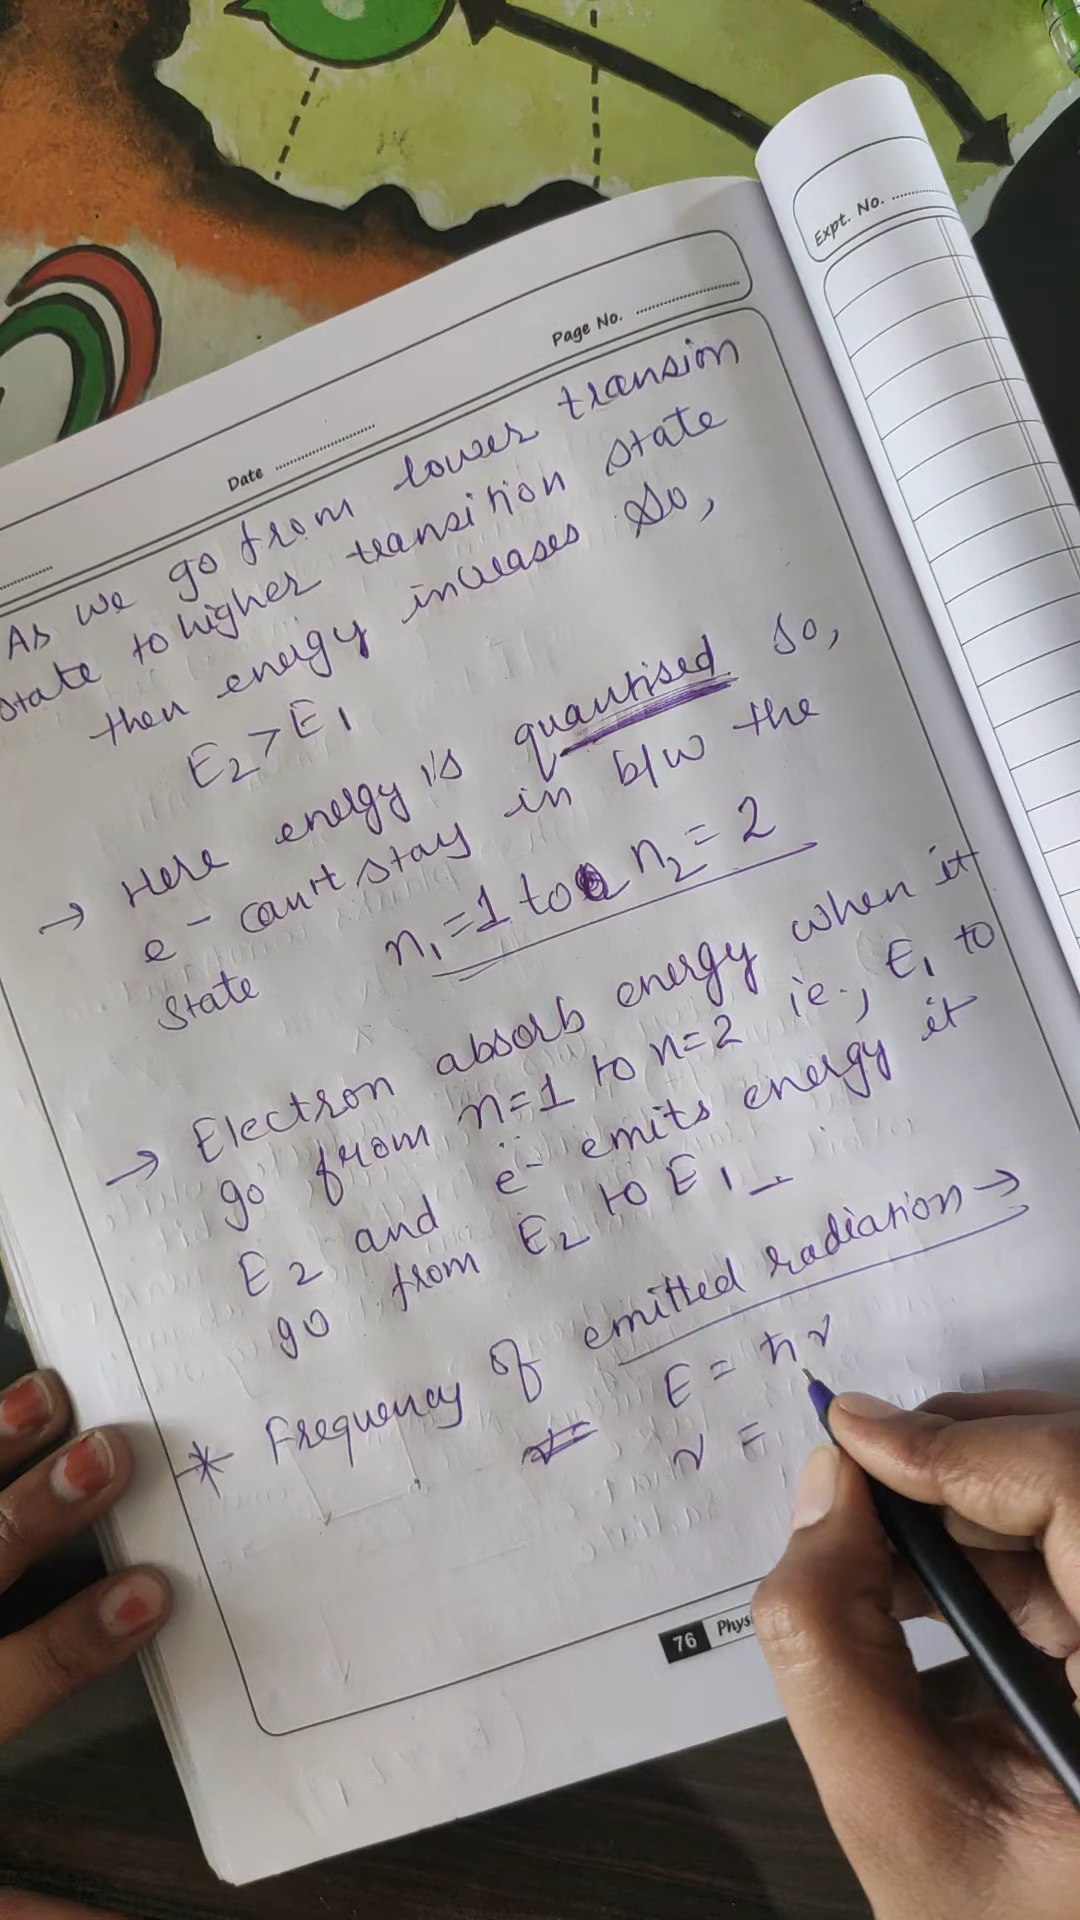 Expt. No. ............
Page No. ............
Date ............
As we go from lower transion
state to higher transition state
then energy increases So,
E2 > E1
→ Here energy is quantised so,
e- can't stay in b/w the
state n1 = 1 to n2 = 2
→ Electron absorb energy when it
go from n=1 to n=2 ie., E1 to
E2 and e- emits energy it
go from E2 to E1_
* Frequency of emitted radiation →
E = hν
ν =
76 Phys